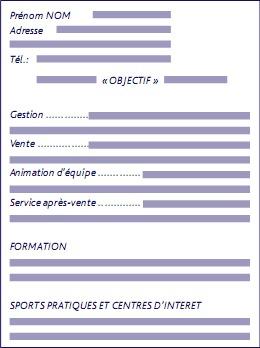 Prénom NOM
Adresse
Tél.:
« OBJECTIF »
Gestion ..............
Vente ................
Animation d'équipe ..............
Service après-vente ..............
FORMATION
SPORTS PRATIQUES ET CENTRES D'INTERET